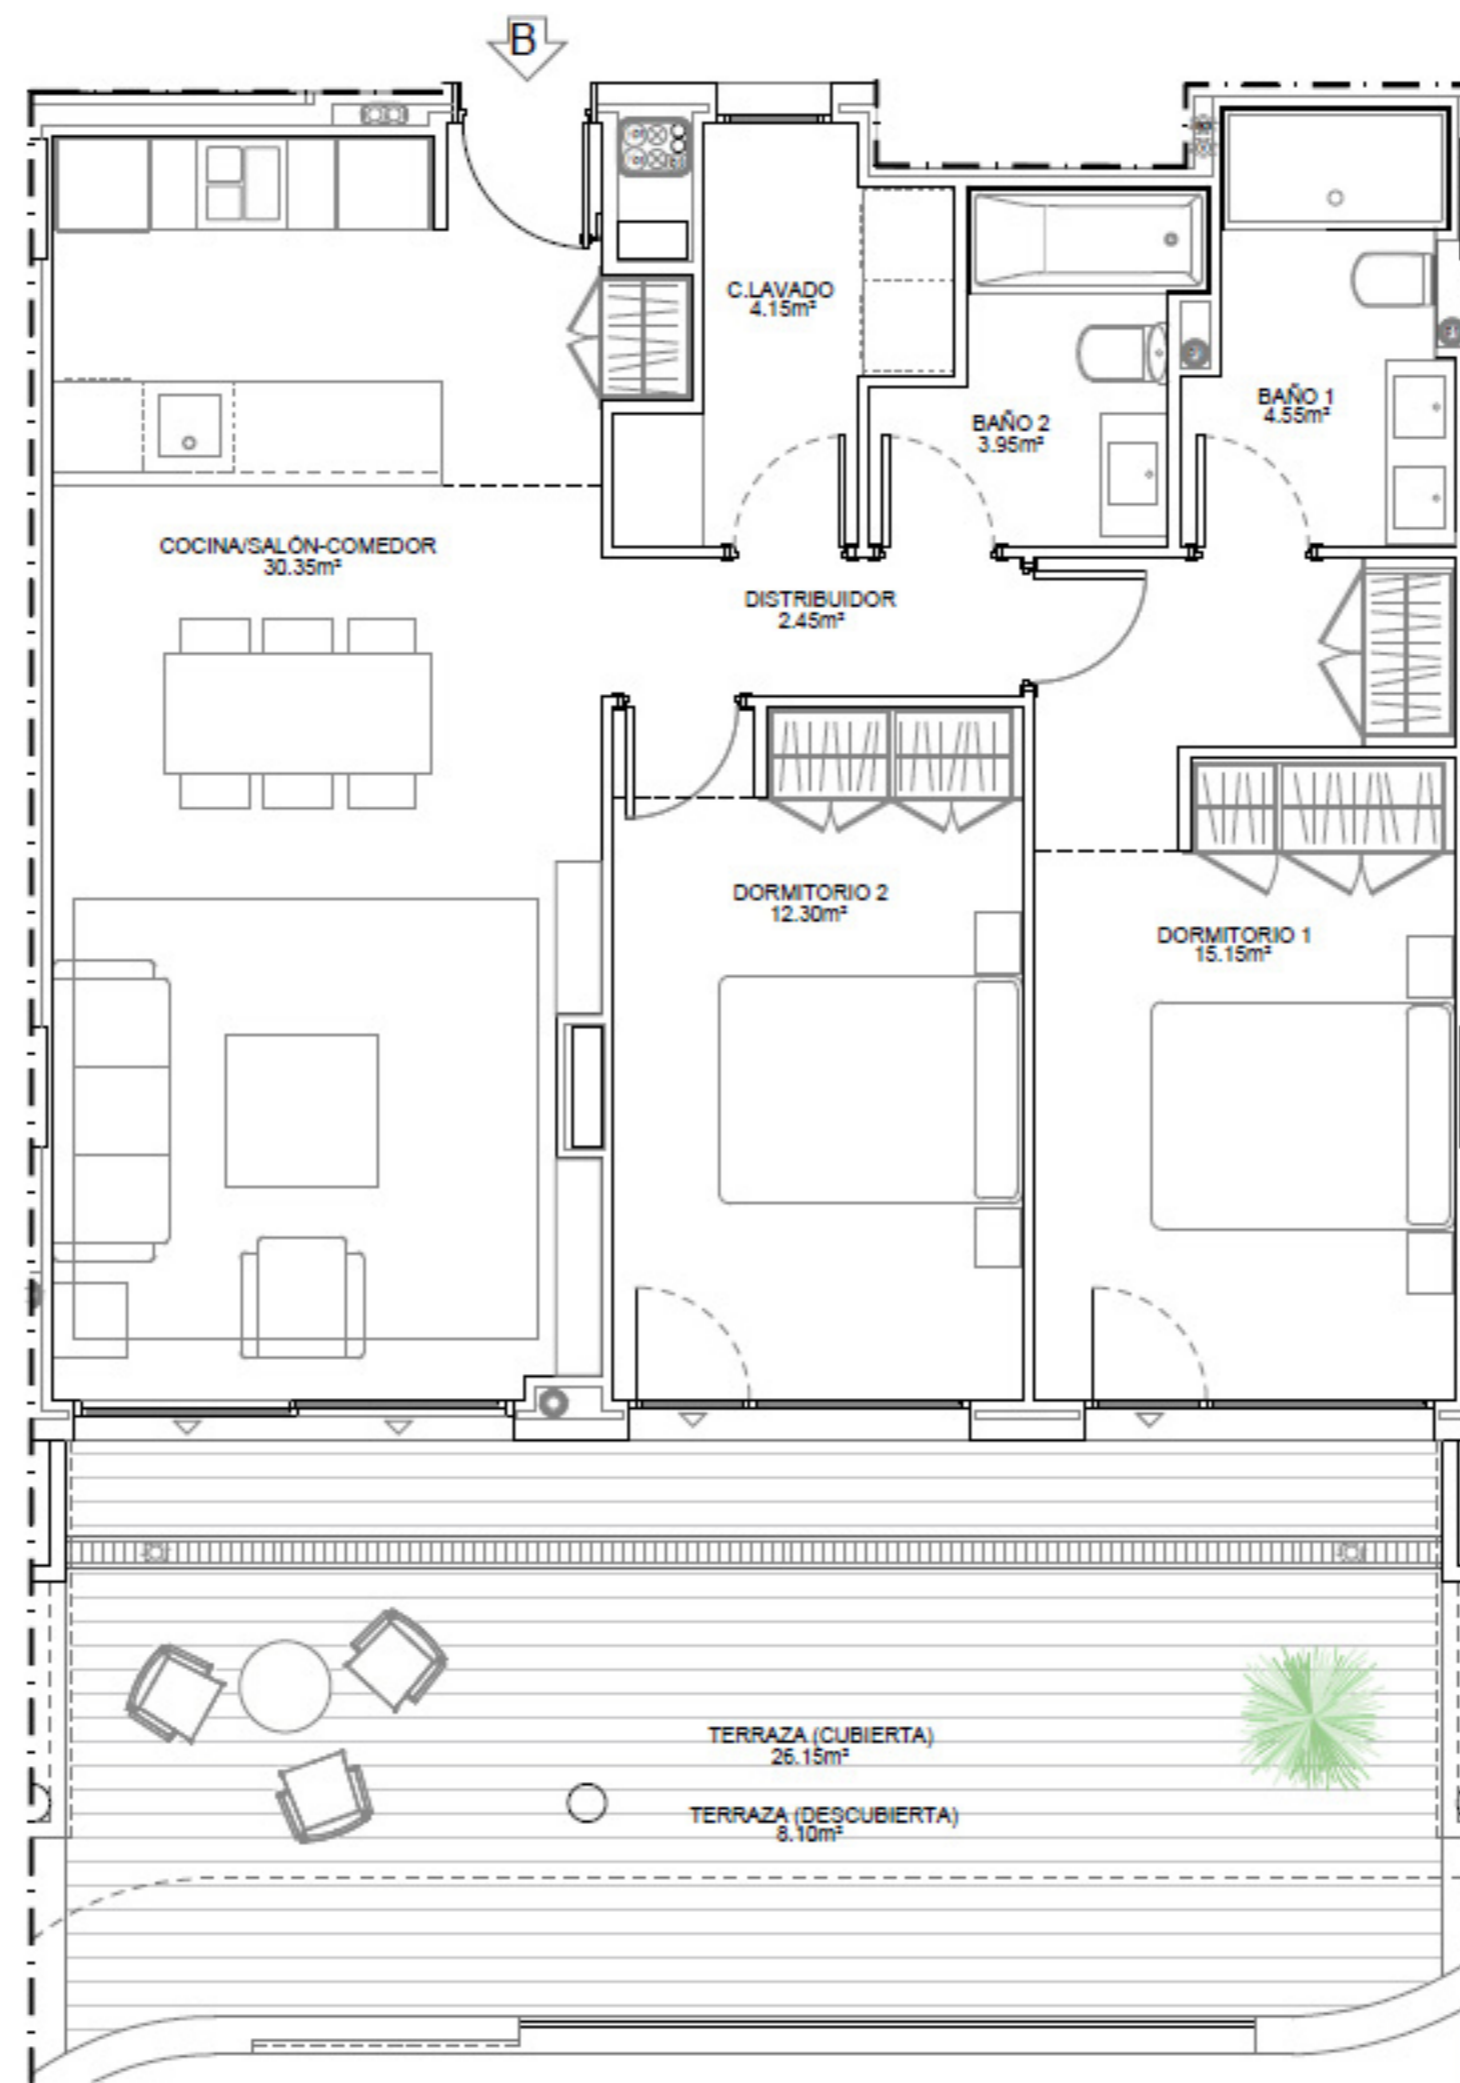 B
C.LAVADO
4.15m²
BAÑO 1
4.55m²
BAÑO 2
3.95m²
COCINA/SALÓN-COMEDOR
30.35m²
DISTRIBUIDOR
2.45m²
DORMITORIO 2
12.30m²
DORMITORIO 1
15.15m²
TERRAZA (CUBIERTA)
26.15m²
TERRAZA (DESCUBIERTA)
8.10m²